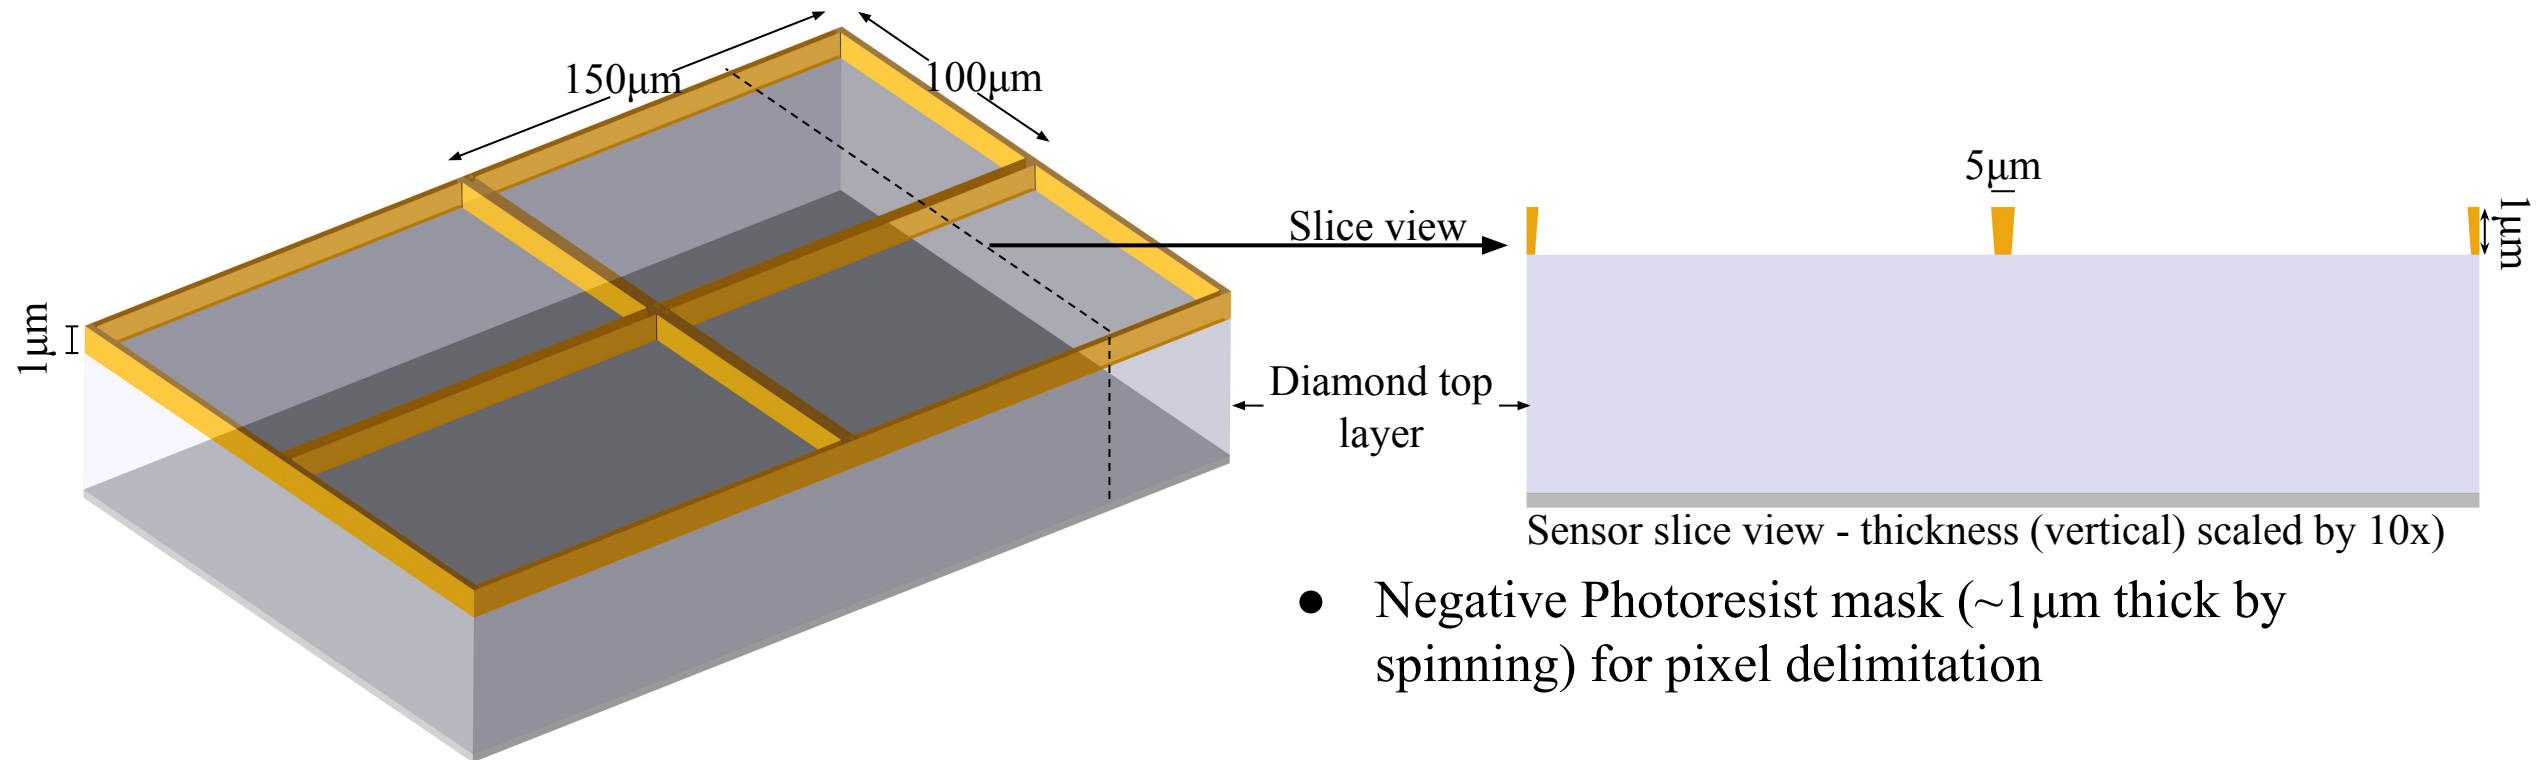 150μm
100μm
5μm
1μm
Slice view
1μm
Diamond top
layer
Sensor slice view - thickness (vertical) scaled by 10x)
● Negative Photoresist mask (~1μm thick by
spinning) for pixel delimitation